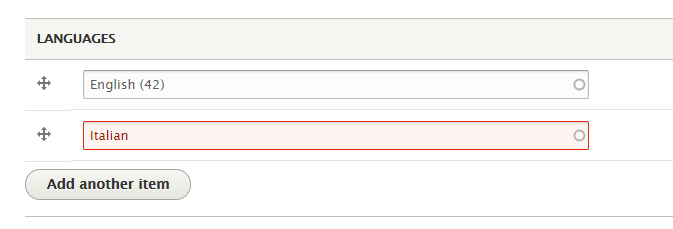 LANGUAGES
English (42)
Italian
Add another item